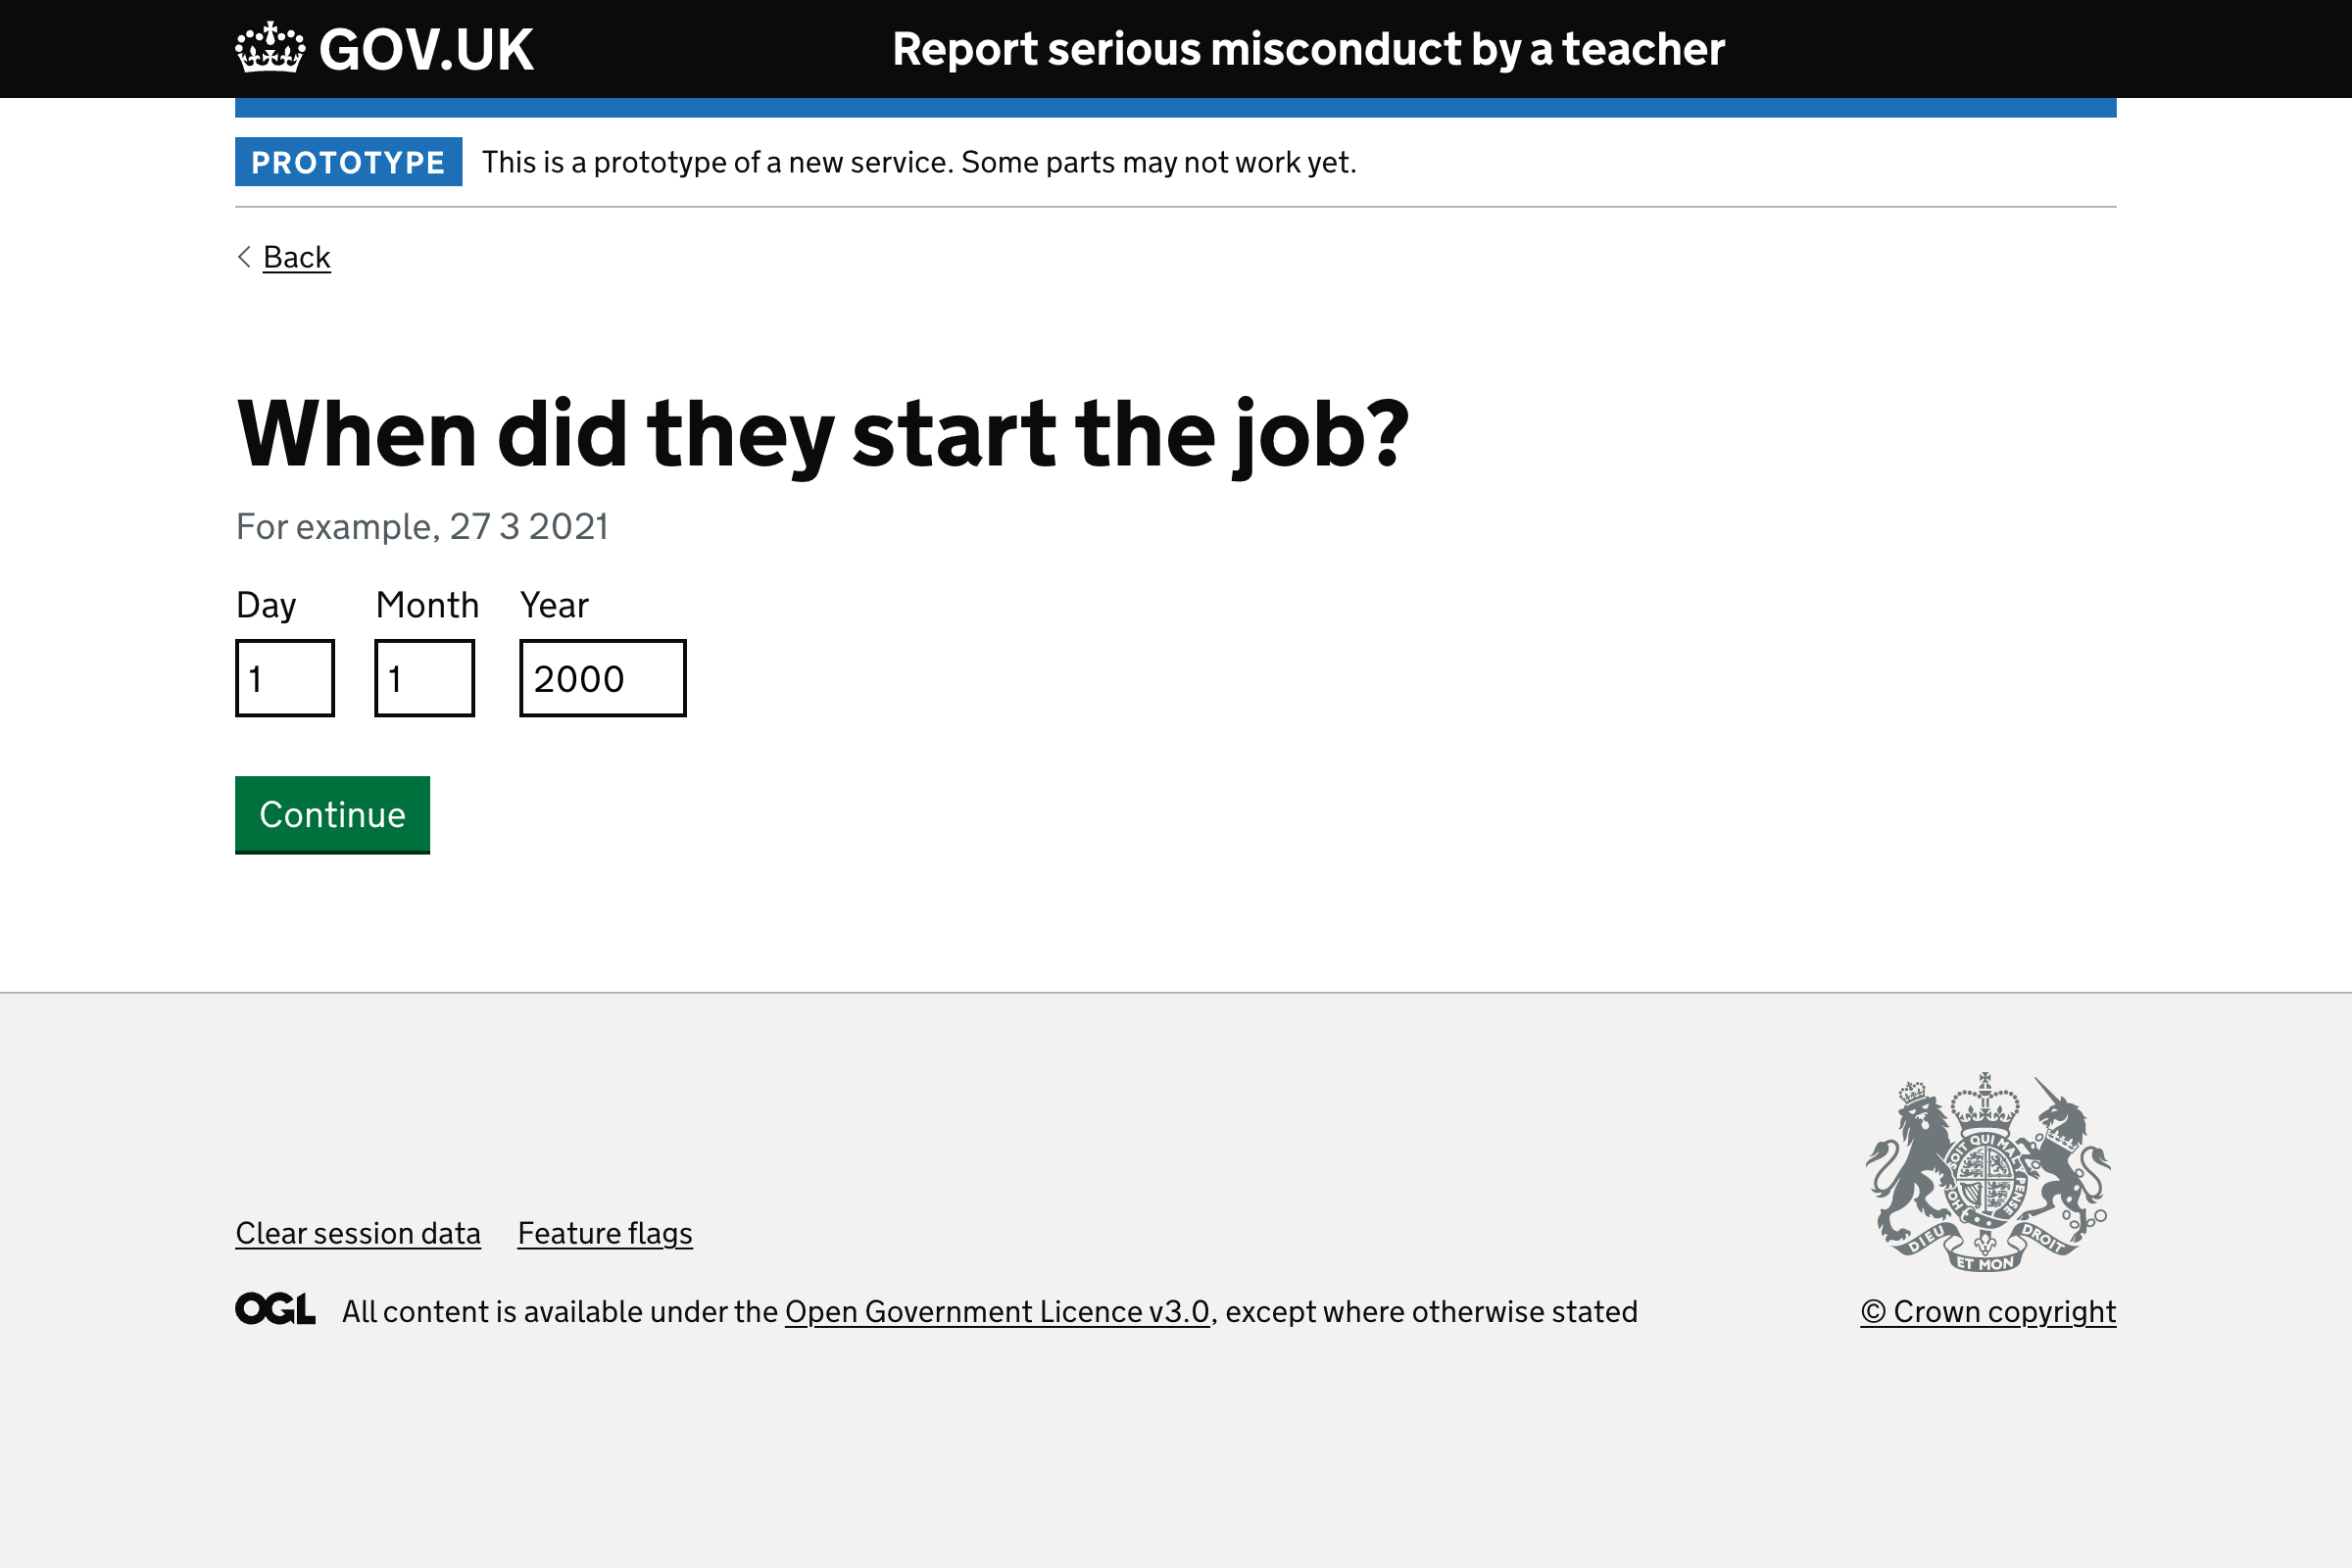 GOV.UK
Report serious misconduct by a teacher
PROTOTYPE This is a prototype of a new service. Some parts may not work yet.
Back
When did they start the job?
For example, 27 3 2021
Day Month Year
1 1 2000
Continue
HONI SOIT QUI MAL Y PENSE
DIEU ET MON DROIT
Clear session data Feature flags
OGL All content is available under the Open Government Licence v3.0, except where otherwise stated
© Crown copyright